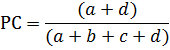 PC = (a + d) / (a + b + c + d)